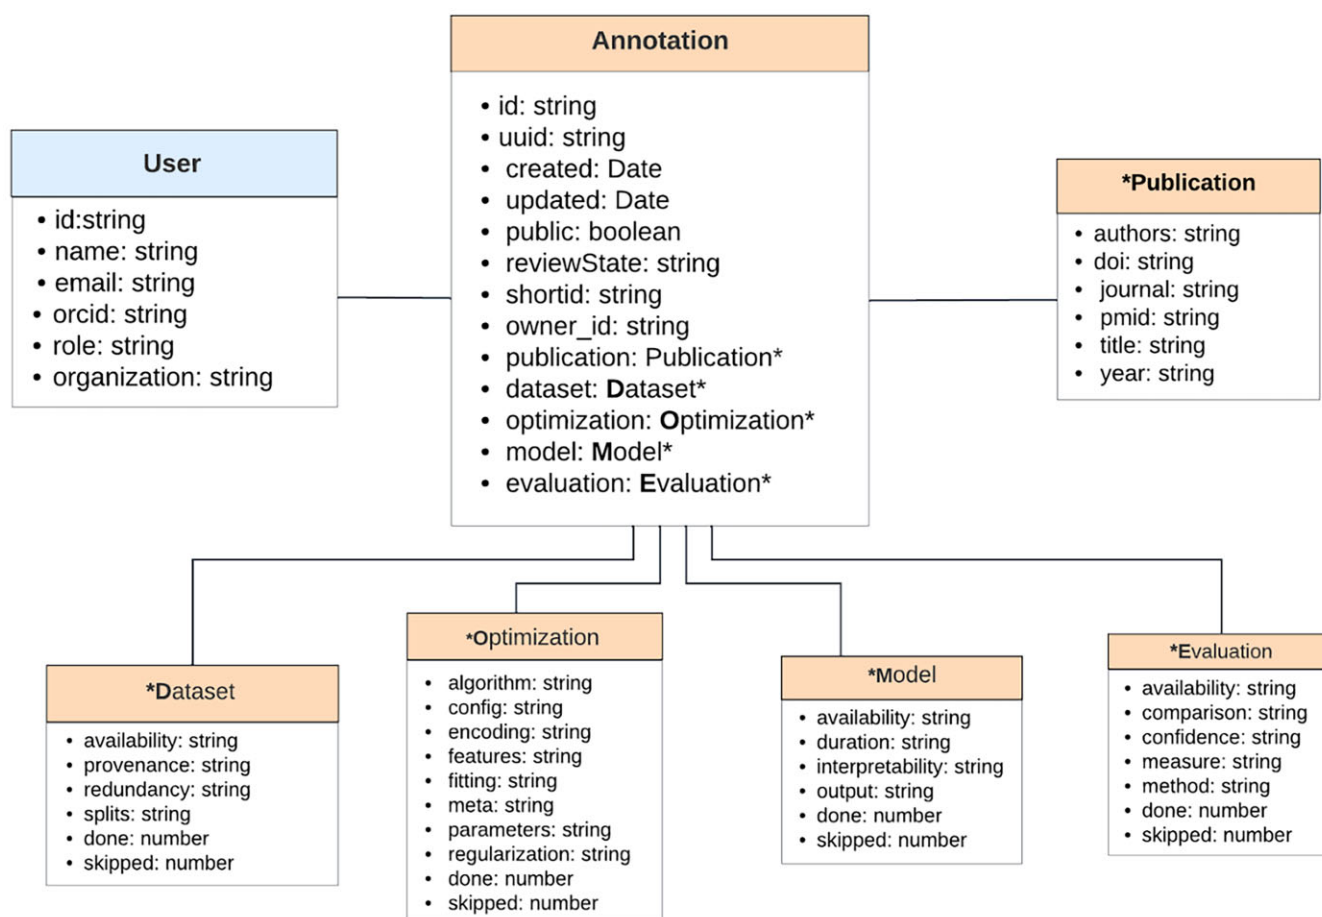 Annotation
• id: string
• uuid: string
• created: Date
• updated: Date
• public: boolean
• reviewState: string
• shortid: string
• owner_id: string
• publication: Publication*
• dataset: Dataset*
• optimization: Optimization*
• model: Model*
• evaluation: Evaluation*
User
• id:string
• name: string
• email: string
• orcid: string
• role: string
• organization: string
*Publication
• authors: string
• doi: string
• journal: string
• pmid: string
• title: string
• year: string
*Dataset
• availability: string
• provenance: string
• redundancy: string
• splits: string
• done: number
• skipped: number
*Optimization
• algorithm: string
• config: string
• encoding: string
• features: string
• fitting: string
• meta: string
• parameters: string
• regularization: string
• done: number
• skipped: number
*Model
• availability: string
• duration: string
• interpretability: string
• output: string
• done: number
• skipped: number
*Evaluation
• availability: string
• comparison: string
• confidence: string
• measure: string
• method: string
• done: number
• skipped: number